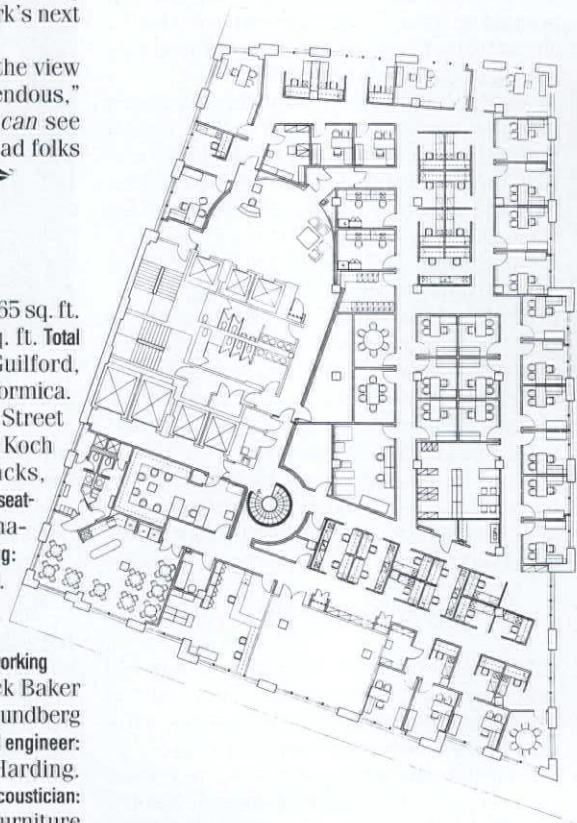 rk's next
the view
endous,"
can see
ad folks
65 sq. ft.
q. ft. Total
Guilford,
ormica.
Street
Koch
acks,
seat-
na-
g:
.
orking
ck Baker
undberg
l engineer:
Harding.
coustician:
urniture